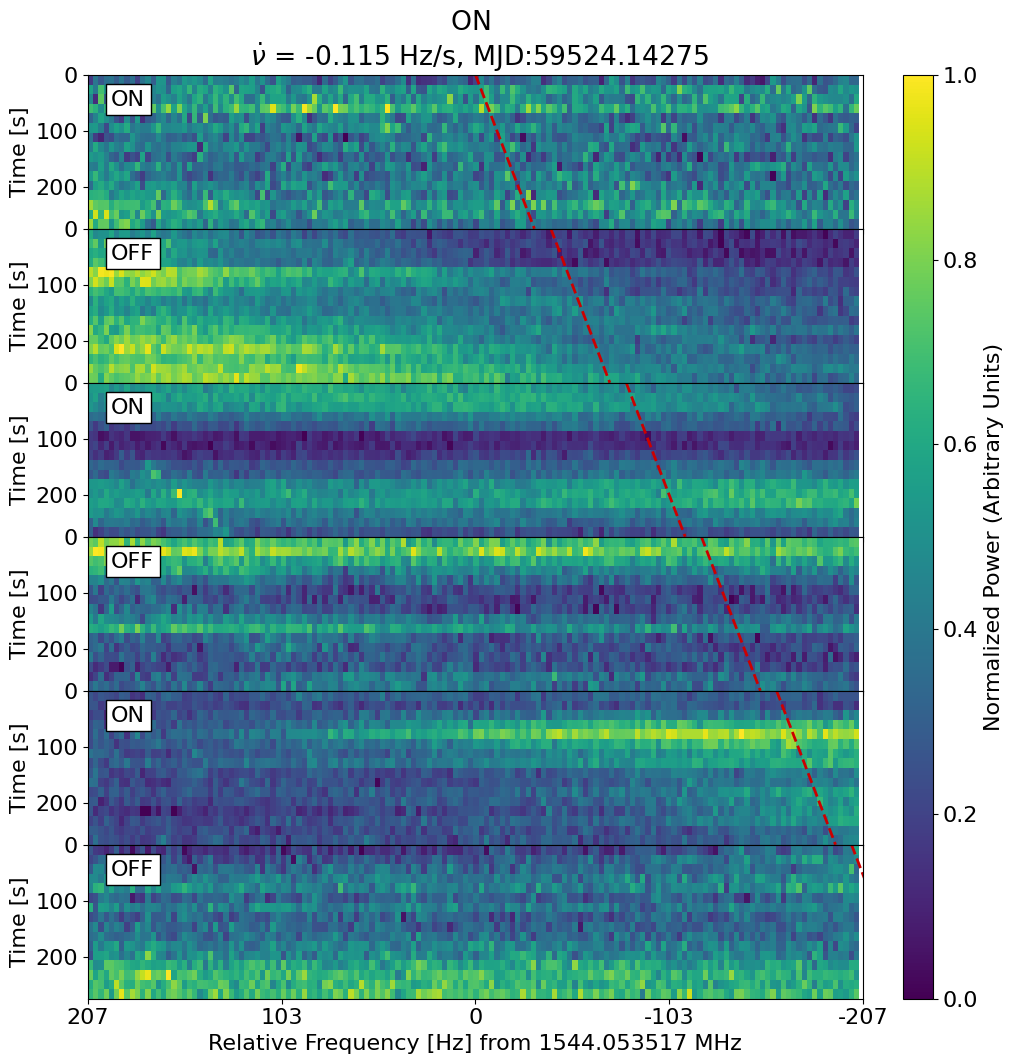 ON
ν̇ = -0.115 Hz/s, MJD:59524.14275
0
ON
100
200
Time [s]
0
OFF
100
200
Time [s]
0
ON
100
200
Time [s]
0
OFF
100
200
Time [s]
0
ON
100
200
Time [s]
0
OFF
100
200
Time [s]
207 103 0 -103 -207
Relative Frequency [Hz] from 1544.053517 MHz
1.0
0.8
0.6
0.4
0.2
0.0
Normalized Power (Arbitrary Units)